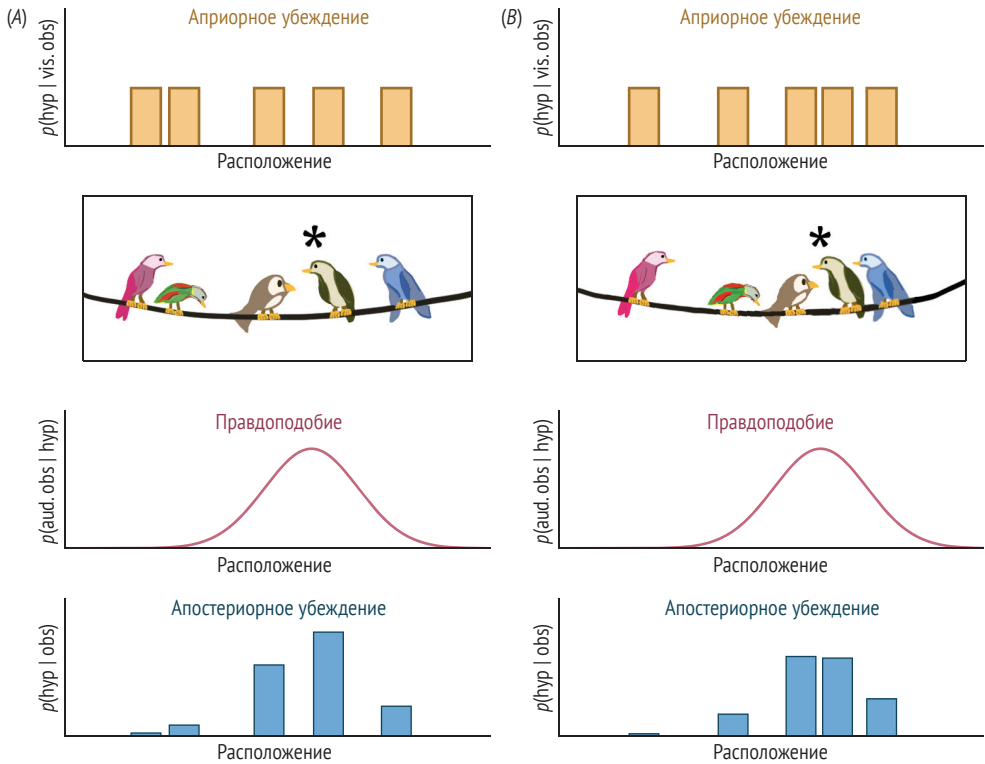 (A)
Априорное убеждение
p(hyp | vis. obs)
Расположение
*
Правдоподобие
p(aud. obs | hyp)
Расположение
Апостериорное убеждение
p(hyp | obs)
Расположение
(B)
Априорное убеждение
p(hyp | vis. obs)
Расположение
*
Правдоподобие
p(aud. obs | hyp)
Расположение
Апостериорное убеждение
p(hyp | obs)
Расположение